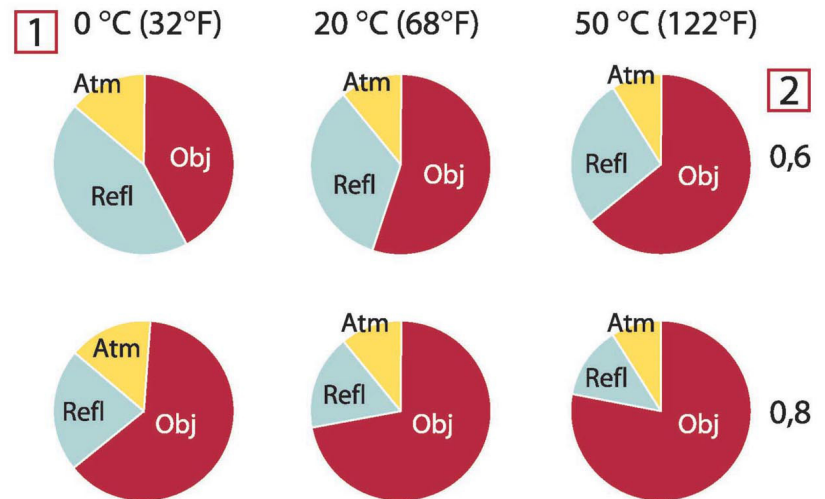 1 0 °C (32°F) 20 °C (68°F) 50 °C (122°F)
2
Atm Obj Refl
Atm Obj Refl
Atm Obj Refl
0,6
Atm Refl Obj
Atm Refl Obj
Atm Refl Obj
0,8